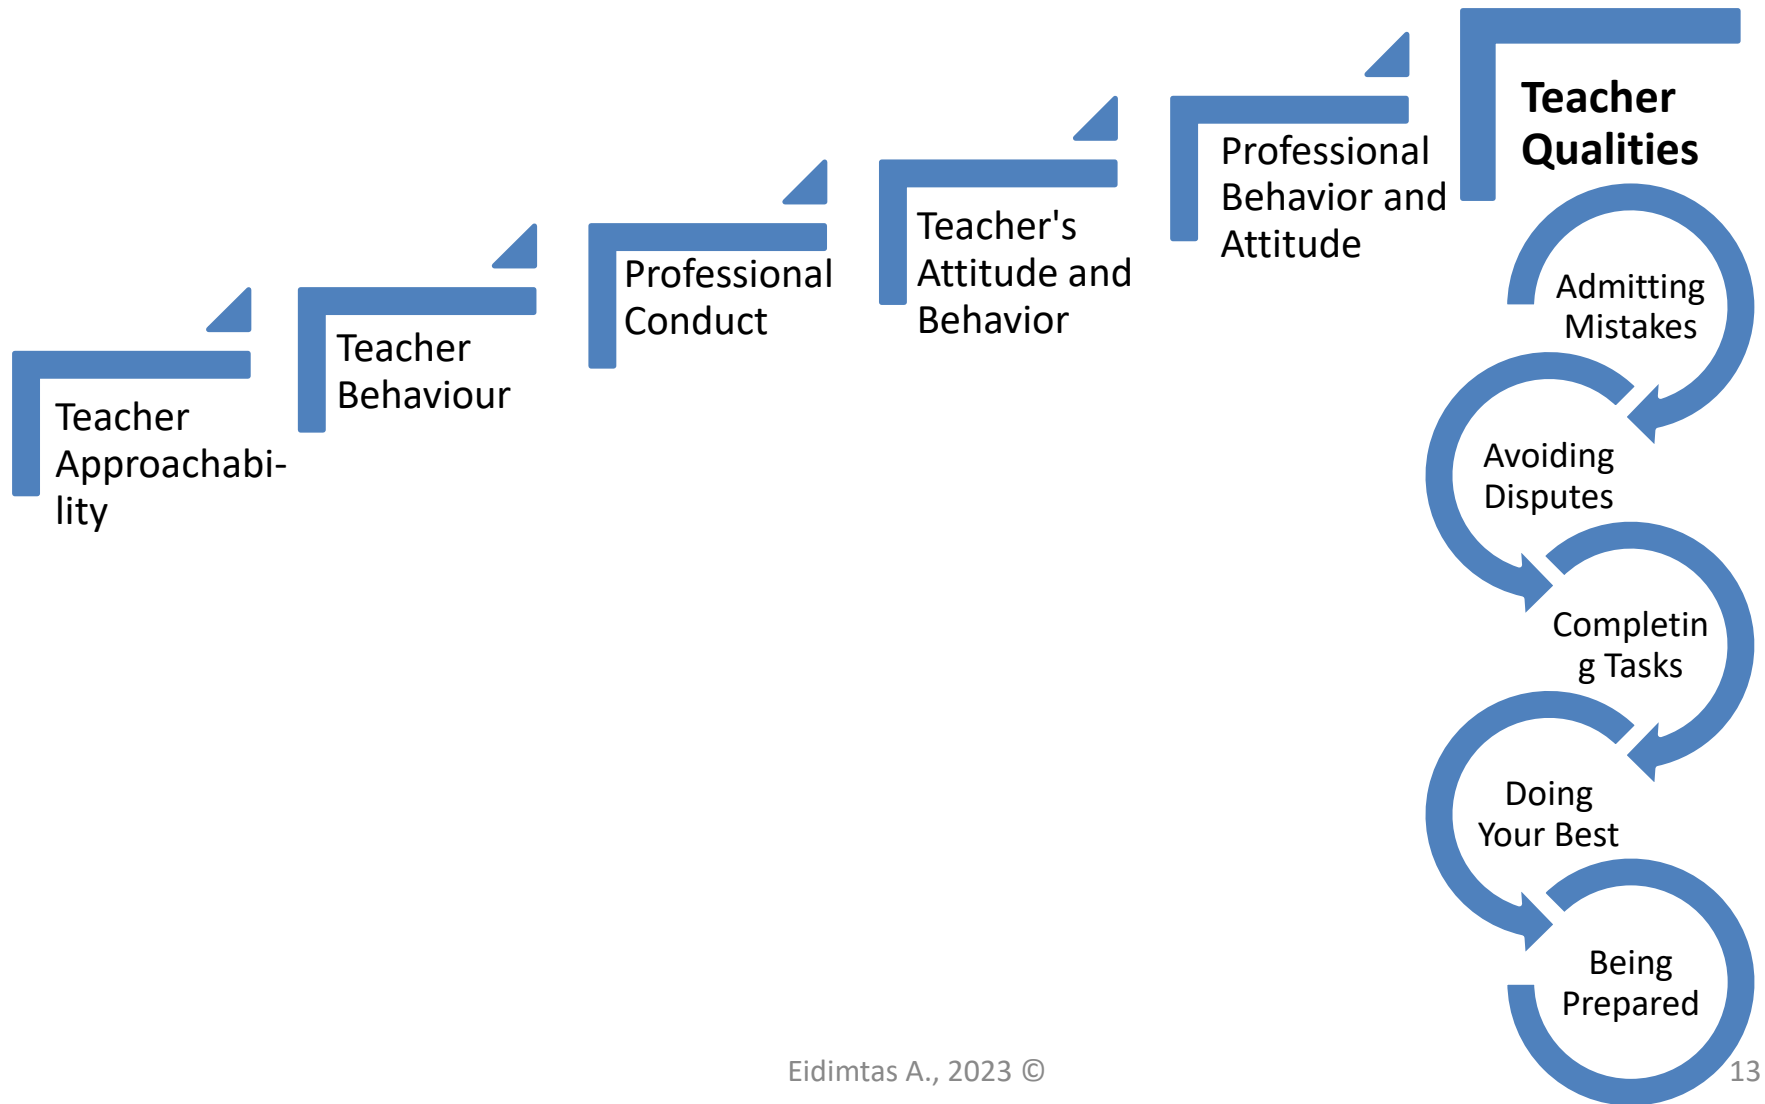 Teacher
Approachabi-
lity
Teacher
Behaviour
Professional
Conduct
Teacher's
Attitude and
Behavior
Professional
Behavior and
Attitude
Teacher
Qualities
Admitting
Mistakes
Avoiding
Disputes
Completin
g Tasks
Doing
Your Best
Being
Prepared
Eidimtas A., 2023 ©
13